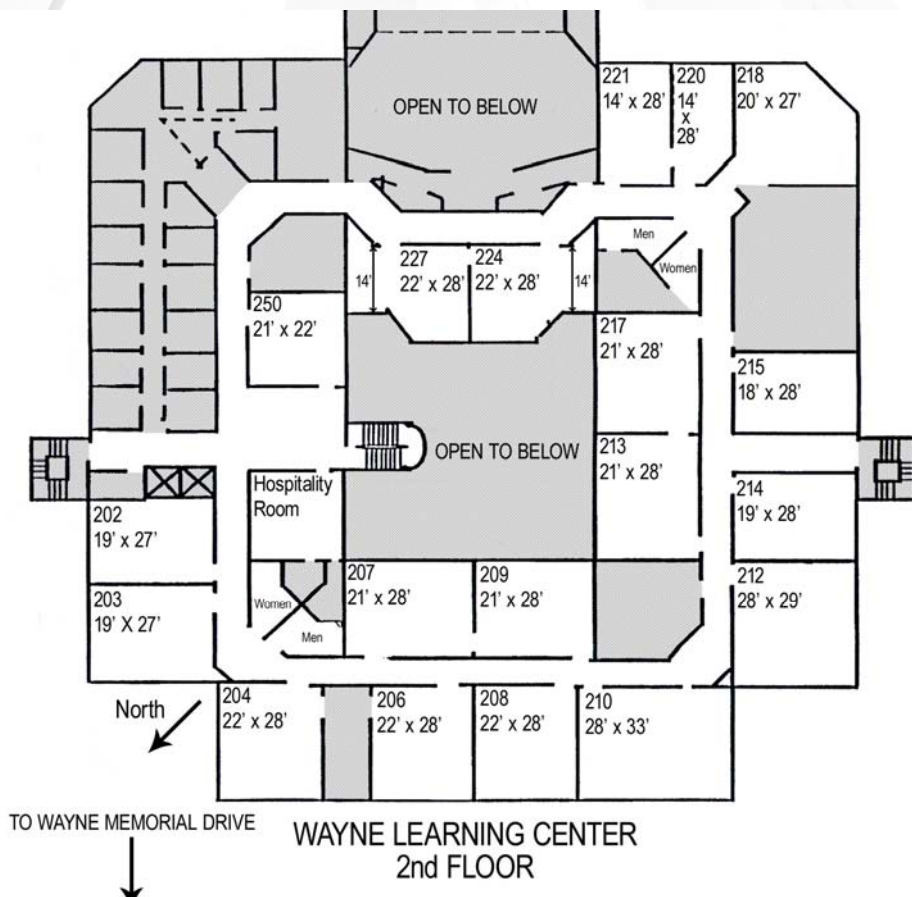 OPEN TO BELOW
221
14' x 28'
220
14'
x
28'
218
20' x 27'
Men
Women
227
22' x 28'
224
22' x 28'
14'
14'
250
21' x 22'
217
21' x 28'
215
18' x 28'
OPEN TO BELOW
213
21' x 28'
Hospitality
Room
214
19' x 28'
202
19' x 27'
203
19' X 27'
207
21' x 28'
209
21' x 28'
212
28' x 29'
Women
Men
North
204
22' x 28'
206
22' x 28'
208
22' x 28'
210
28' x 33'
TO WAYNE MEMORIAL DRIVE
WAYNE LEARNING CENTER
2nd FLOOR